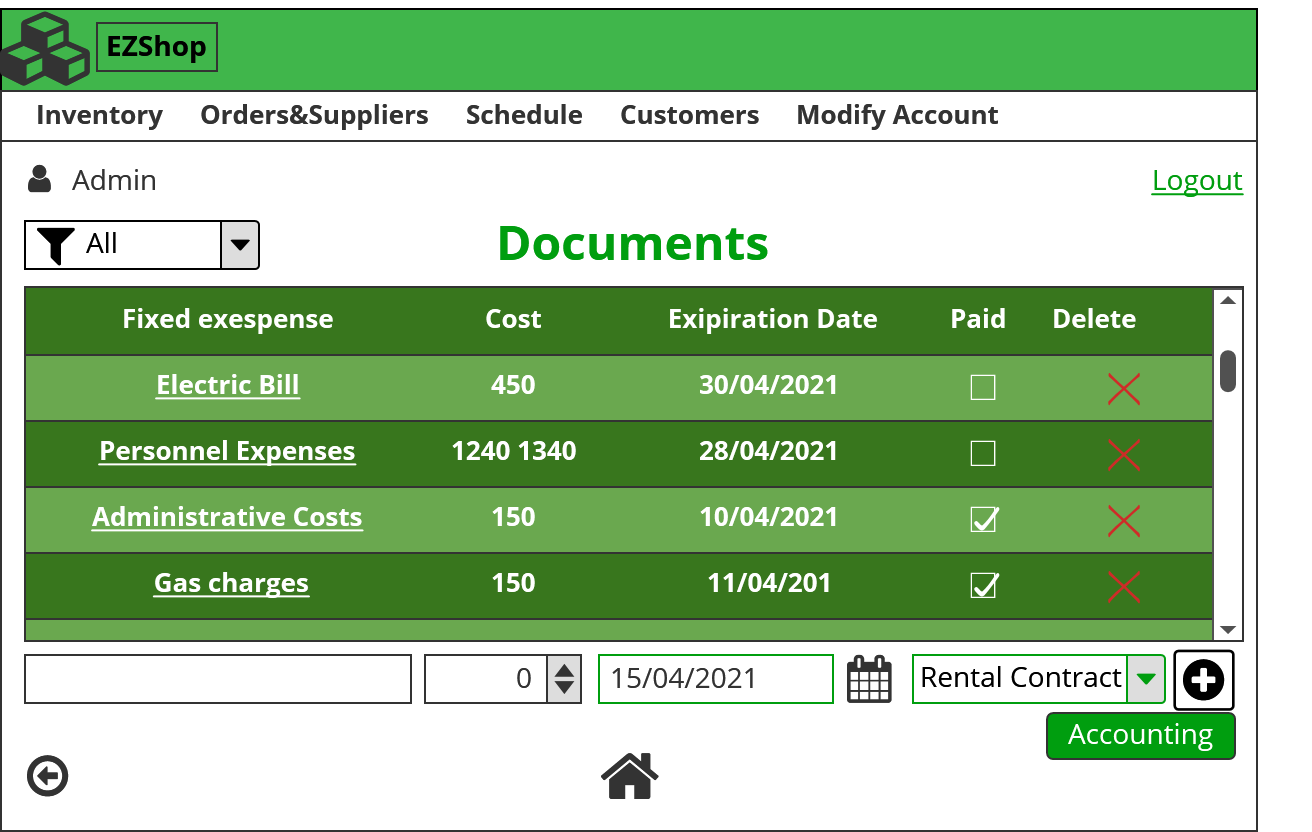 EZShop
Inventory Orders&Suppliers Schedule Customers Modify Account
Admin Logout
All Documents
Fixed exespense Cost Exipiration Date Paid Delete
Electric Bill 450 30/04/2021
Personnel Expenses 1240 1340 28/04/2021
Administrative Costs 150 10/04/2021
Gas charges 150 11/04/201
0 15/04/2021 Rental Contract
Accounting